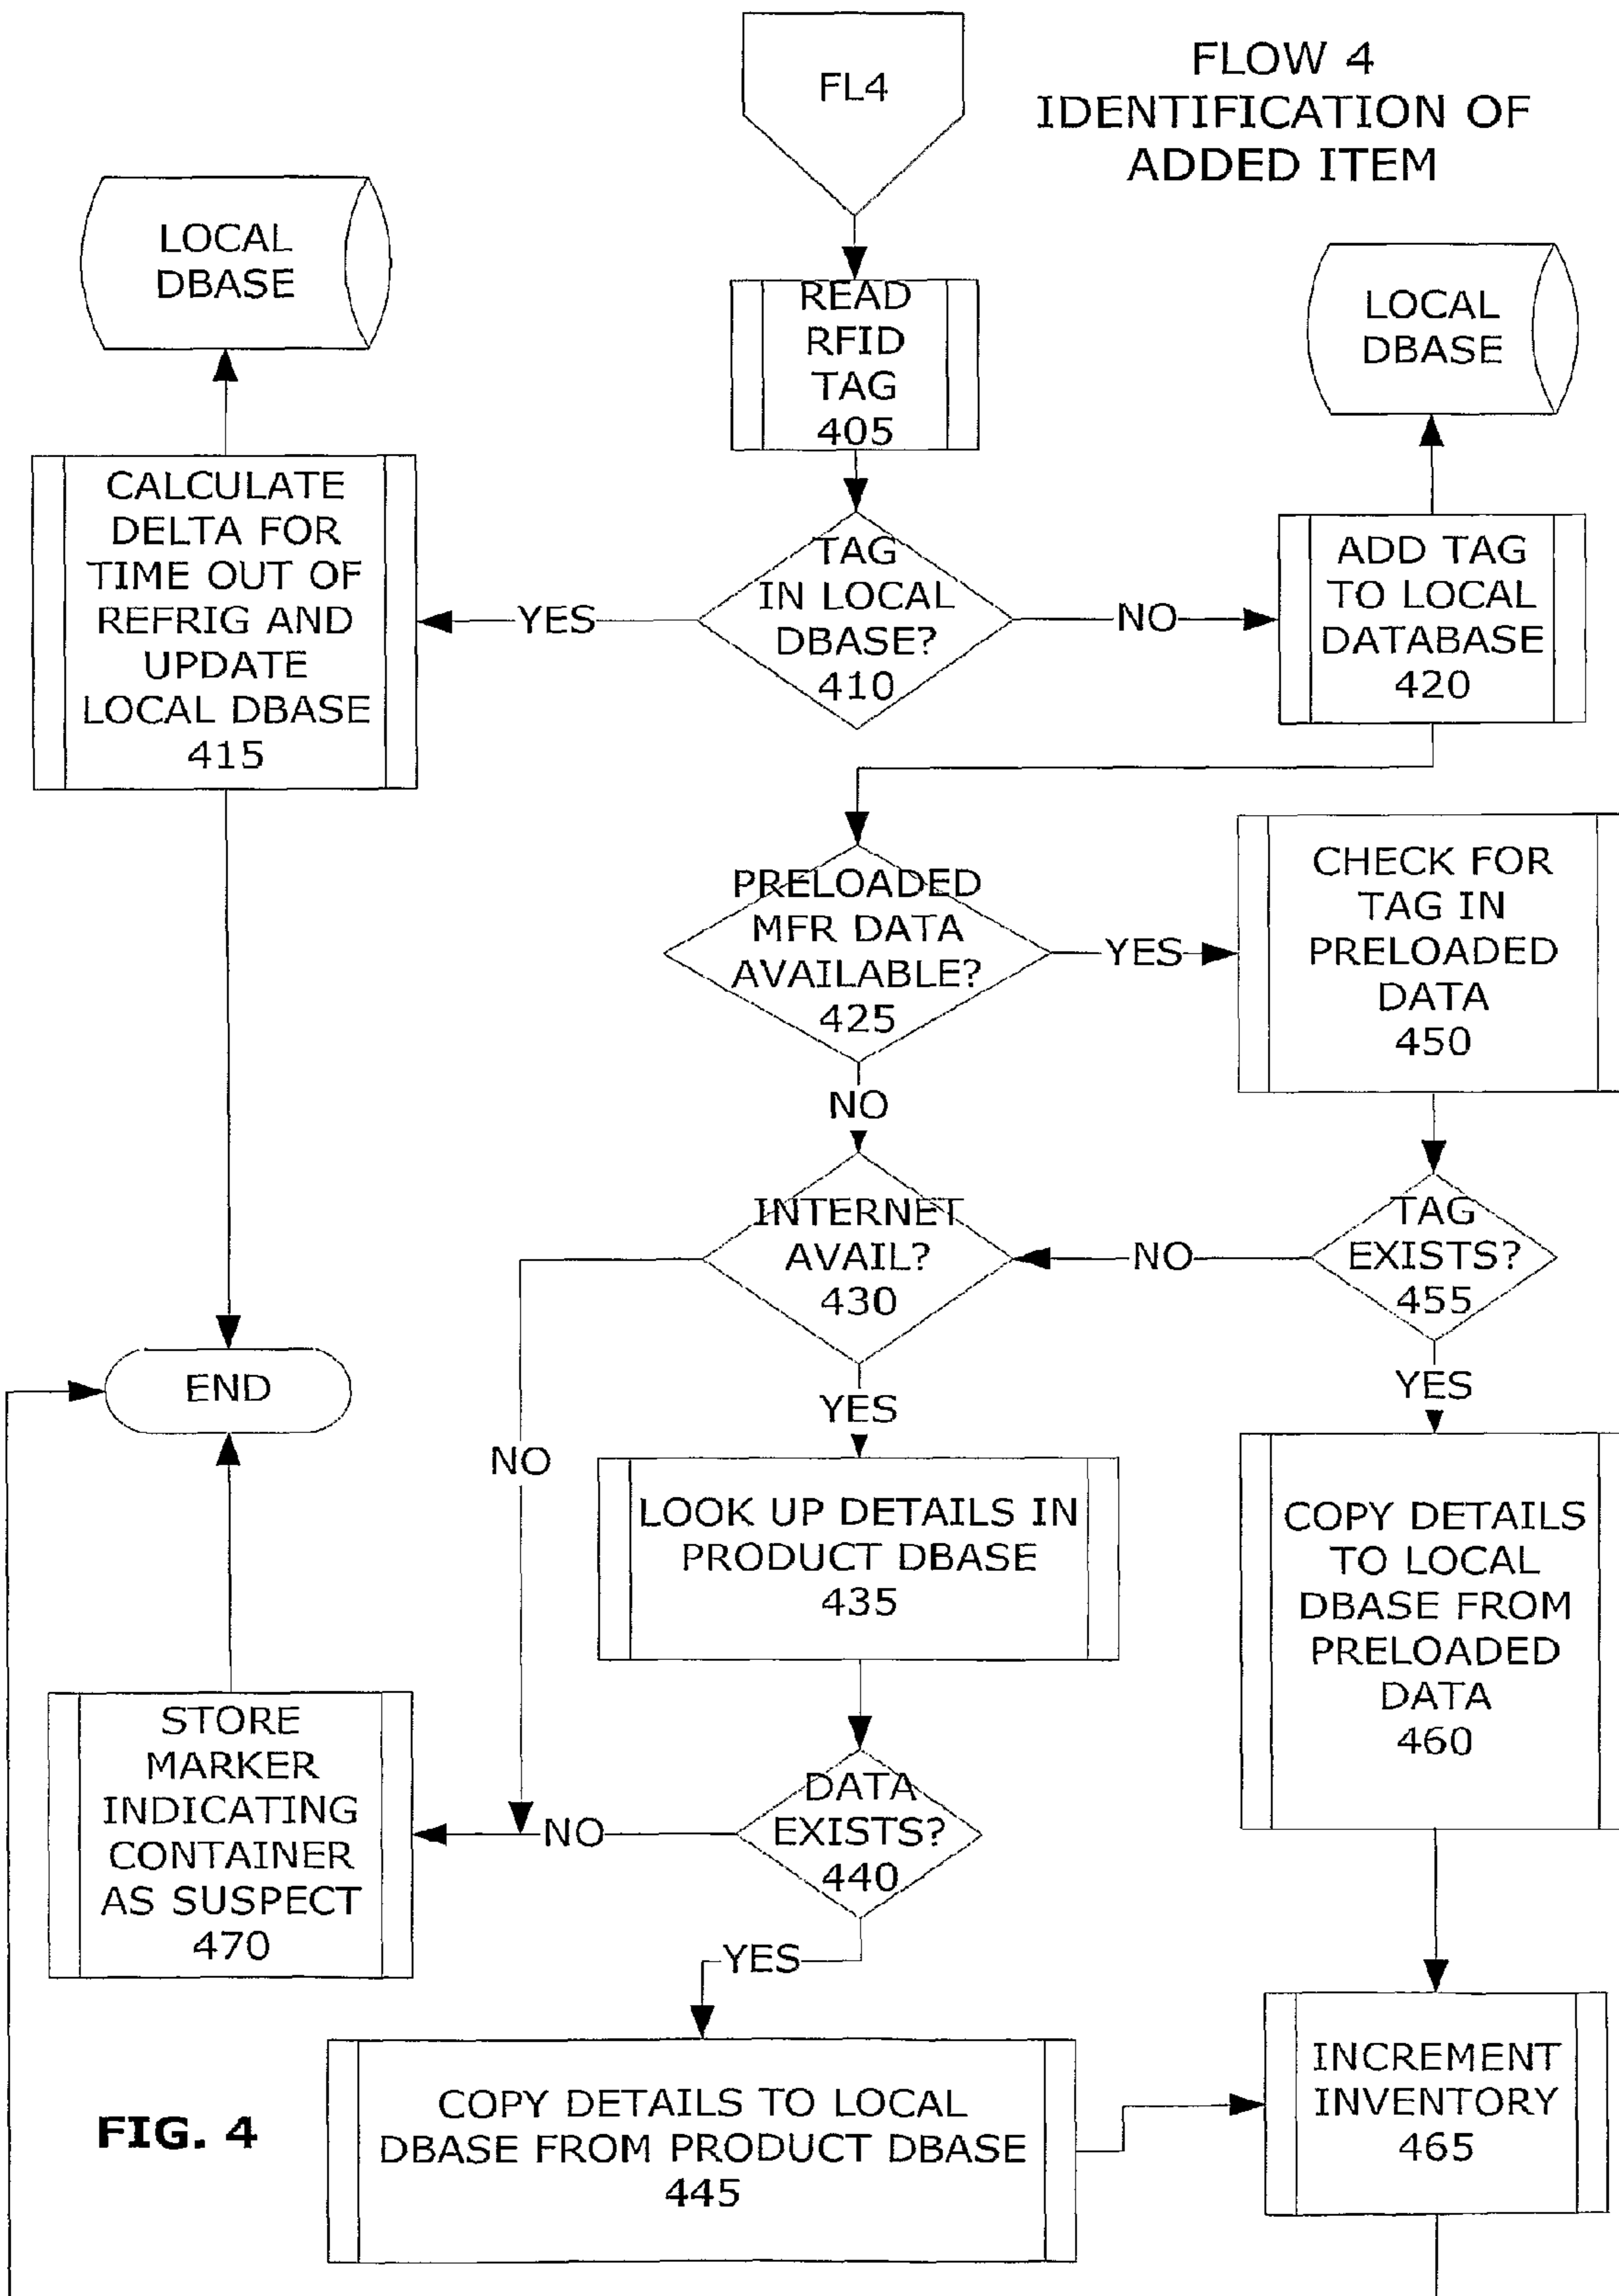 FL4
FLOW 4
IDENTIFICATION OF
ADDED ITEM
LOCAL
DBASE
READ
RFID
TAG
405
LOCAL
DBASE
CALCULATE
DELTA FOR
TIME OUT OF
REFRIG AND
UPDATE
LOCAL DBASE
415
YES
TAG
IN LOCAL
DBASE?
410
NO
ADD TAG
TO LOCAL
DATABASE
420
PRELOADED
MFR DATA
AVAILABLE?
425
YES
CHECK FOR
TAG IN
PRELOADED
DATA
450
NO
INTERNET
AVAIL?
430
NO
TAG
EXISTS?
455
END
NO
YES
YES
LOOK UP DETAILS IN
PRODUCT DBASE
435
COPY DETAILS
TO LOCAL
DBASE FROM
PRELOADED
DATA
460
STORE
MARKER
INDICATING
CONTAINER
AS SUSPECT
470
NO
DATA
EXISTS?
440
YES
COPY DETAILS TO LOCAL
DBASE FROM PRODUCT DBASE
445
INCREMENT
INVENTORY
465
FIG. 4